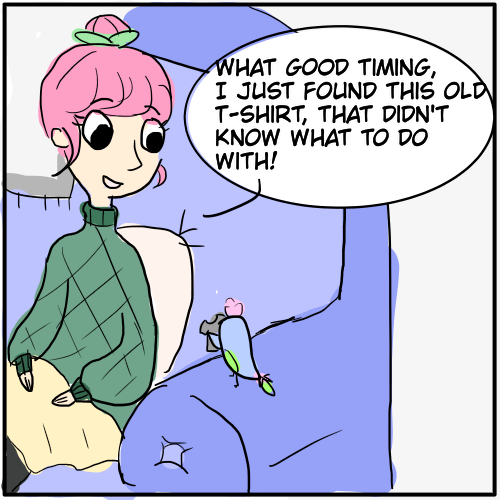 WHAT GOOD TIMING,
I JUST FOUND THIS OLD
T-SHIRT, THAT DIDN'T
KNOW WHAT TO DO
WITH!